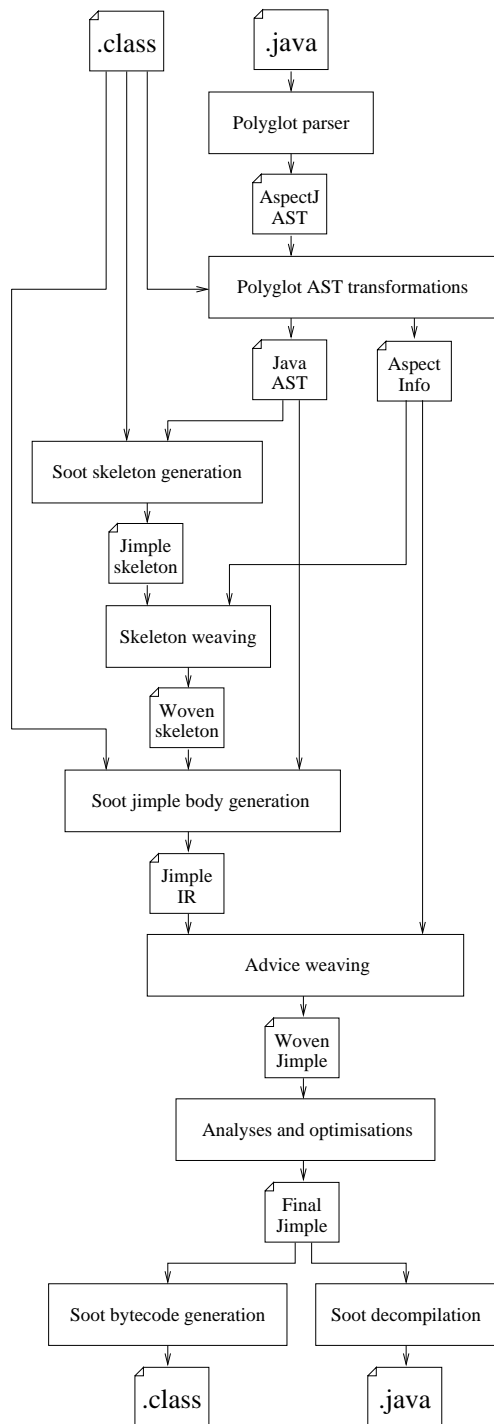 .class
.java
Polyglot parser
AspectJ
AST
Polyglot AST transformations
Java
AST
Aspect
Info
Soot skeleton generation
Jimple
skeleton
Skeleton weaving
Woven
skeleton
Soot jimple body generation
Jimple
IR
Advice weaving
Woven
Jimple
Analyses and optimisations
Final
Jimple
Soot bytecode generation
Soot decompilation
.class
.java